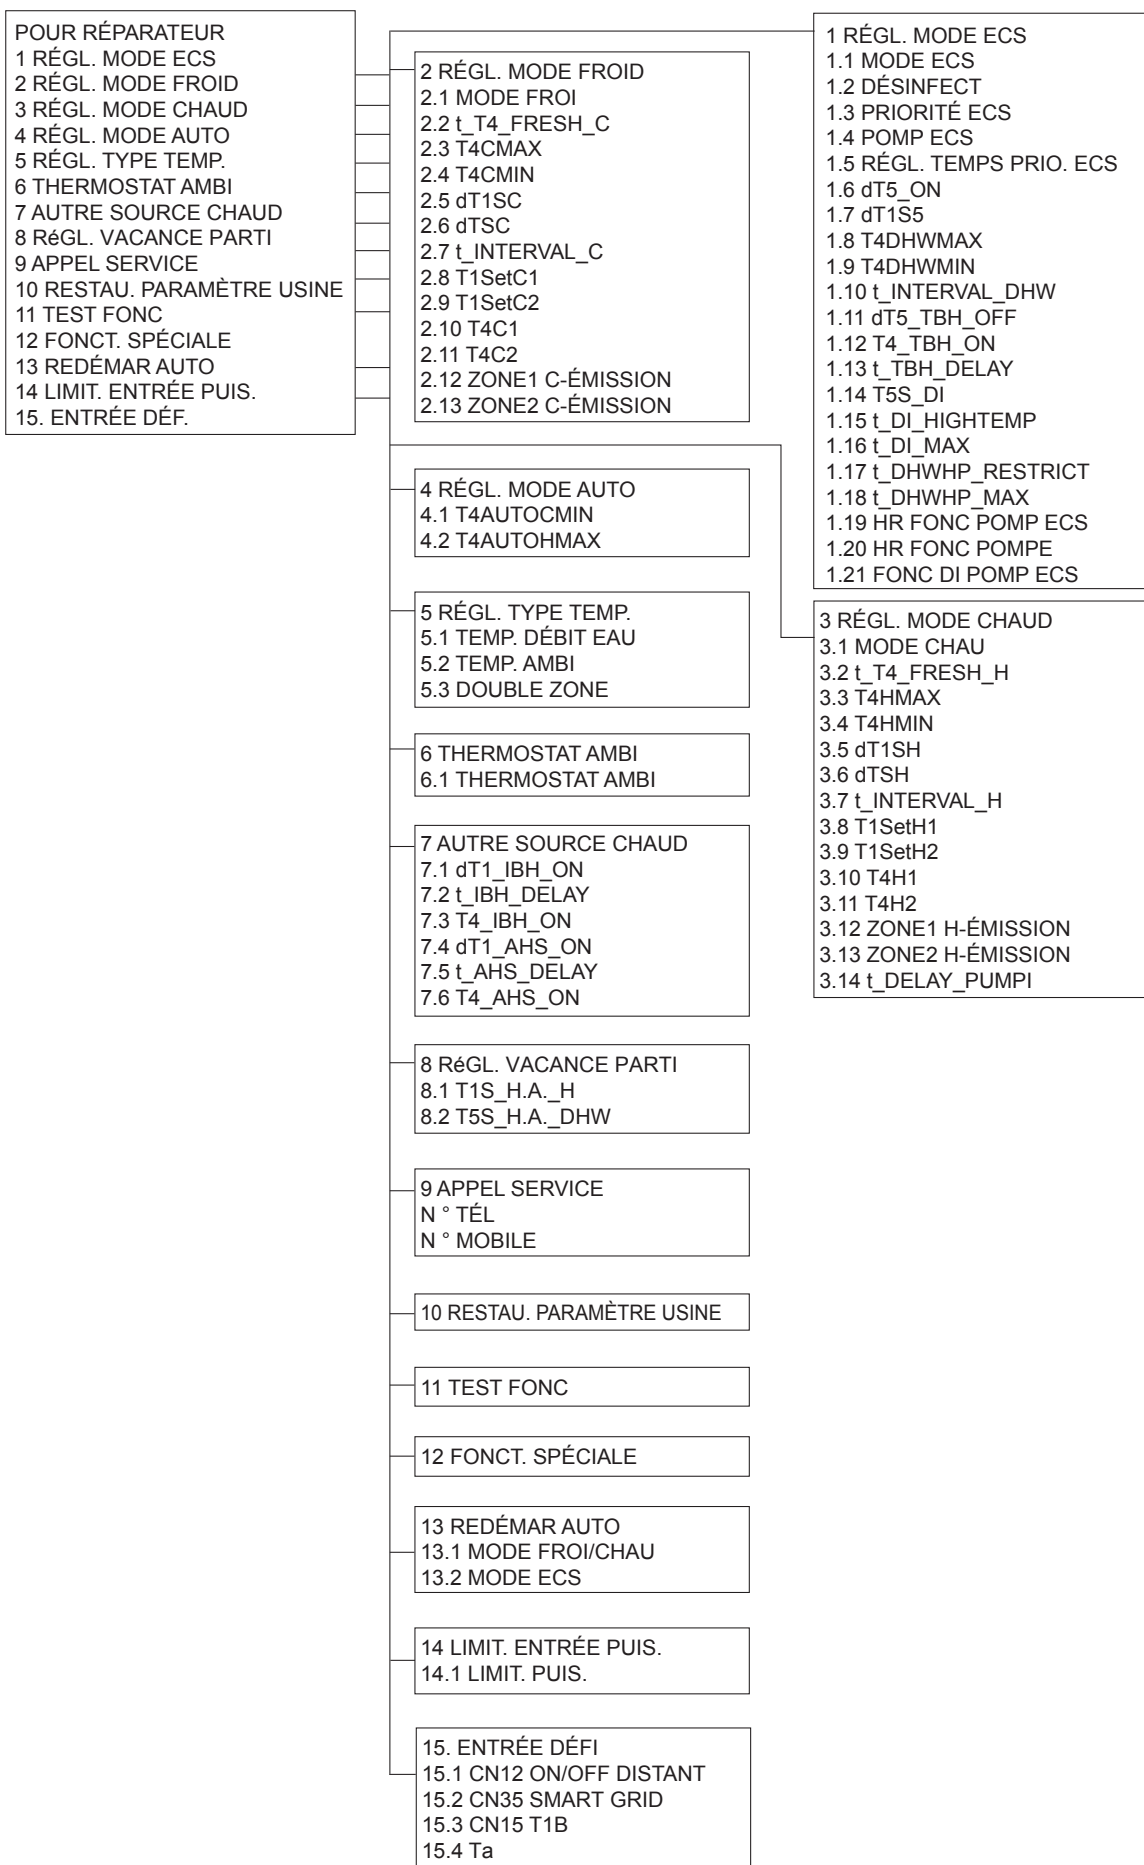 POUR RÉPARATEUR
1 RÉGL. MODE ECS
2 RÉGL. MODE FROID
3 RÉGL. MODE CHAUD
4 RÉGL. MODE AUTO
5 RÉGL. TYPE TEMP.
6 THERMOSTAT AMBI
7 AUTRE SOURCE CHAUD
8 RéGL. VACANCE PARTI
9 APPEL SERVICE
10 RESTAU. PARAMÈTRE USINE
11 TEST FONC
12 FONCT. SPÉCIALE
13 REDÉMAR AUTO
14 LIMIT. ENTRÉE PUIS.
15. ENTRÉE DÉF.
2 RÉGL. MODE FROID
2.1 MODE FROI
2.2 t_T4_FRESH_C
2.3 T4CMAX
2.4 T4CMIN
2.5 dT1SC
2.6 dTSC
2.7 t_INTERVAL_C
2.8 T1SetC1
2.9 T1SetC2
2.10 T4C1
2.11 T4C2
2.12 ZONE1 C-ÉMISSION
2.13 ZONE2 C-ÉMISSION
4 RÉGL. MODE AUTO
4.1 T4AUTOCMIN
4.2 T4AUTOHMAX
5 RÉGL. TYPE TEMP.
5.1 TEMP. DÉBIT EAU
5.2 TEMP. AMBI
5.3 DOUBLE ZONE
6 THERMOSTAT AMBI
6.1 THERMOSTAT AMBI
7 AUTRE SOURCE CHAUD
7.1 dT1_IBH_ON
7.2 t_IBH_DELAY
7.3 T4_IBH_ON
7.4 dT1_AHS_ON
7.5 t_AHS_DELAY
7.6 T4_AHS_ON
8 RéGL. VACANCE PARTI
8.1 T1S_H.A._H
8.2 T5S_H.A._DHW
9 APPEL SERVICE
N ° TÉL
N ° MOBILE
10 RESTAU. PARAMÈTRE USINE
11 TEST FONC
12 FONCT. SPÉCIALE
13 REDÉMAR AUTO
13.1 MODE FROI/CHAU
13.2 MODE ECS
14 LIMIT. ENTRÉE PUIS.
14.1 LIMIT. PUIS.
15. ENTRÉE DÉFI
15.1 CN12 ON/OFF DISTANT
15.2 CN35 SMART GRID
15.3 CN15 T1B
15.4 Ta
1 RÉGL. MODE ECS
1.1 MODE ECS
1.2 DÉSINFECT
1.3 PRIORITÉ ECS
1.4 POMP ECS
1.5 RÉGL. TEMPS PRIO. ECS
1.6 dT5_ON
1.7 dT1S5
1.8 T4DHWMAX
1.9 T4DHWMIN
1.10 t_INTERVAL_DHW
1.11 dT5_TBH_OFF
1.12 T4_TBH_ON
1.13 t_TBH_DELAY
1.14 T5S_DI
1.15 t_DI_HIGHTEMP
1.16 t_DI_MAX
1.17 t_DHWHP_RESTRICT
1.18 t_DHWHP_MAX
1.19 HR FONC POMP ECS
1.20 HR FONC POMPE
1.21 FONC DI POMP ECS
3 RÉGL. MODE CHAUD
3.1 MODE CHAU
3.2 t_T4_FRESH_H
3.3 T4HMAX
3.4 T4HMIN
3.5 dT1SH
3.6 dTSH
3.7 t_INTERVAL_H
3.8 T1SetH1
3.9 T1SetH2
3.10 T4H1
3.11 T4H2
3.12 ZONE1 H-ÉMISSION
3.13 ZONE2 H-ÉMISSION
3.14 t_DELAY_PUMPI